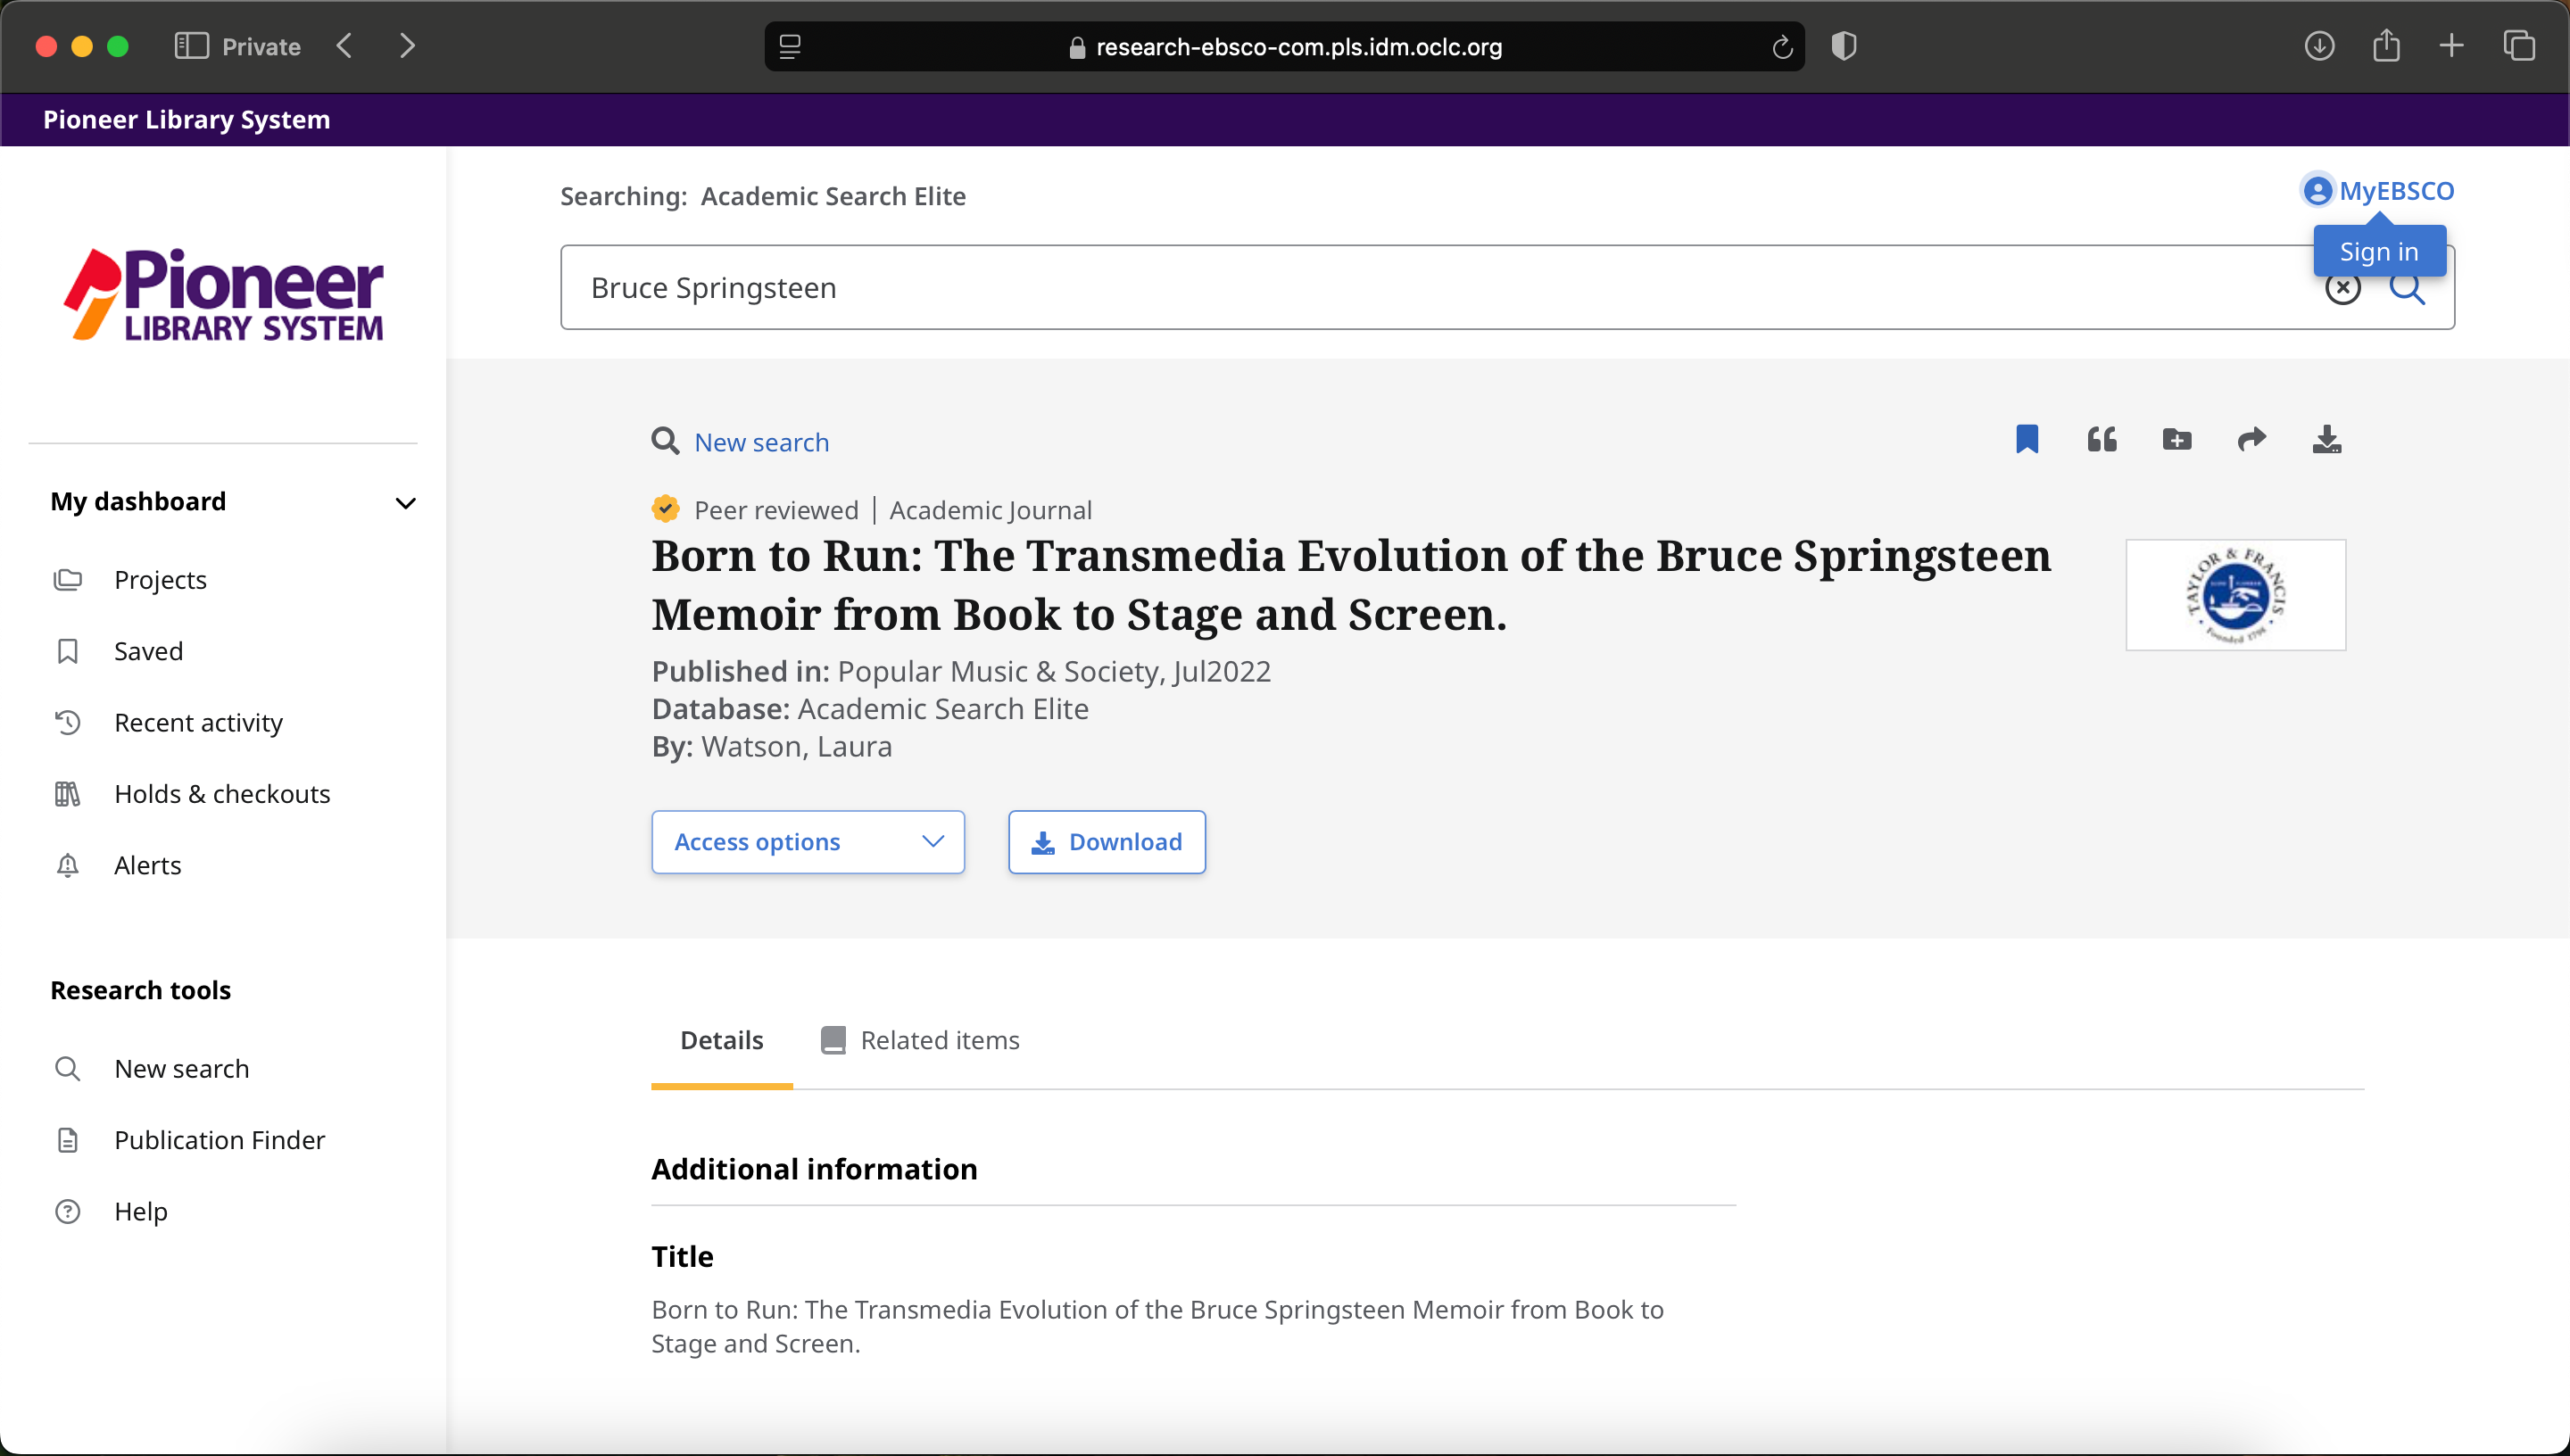 Private
research-ebsco-com.pls.idm.oclc.org
Pioneer Library System
Pioneer
LIBRARY SYSTEM
My dashboard
Projects
Saved
Recent activity
Holds & checkouts
Alerts
Research tools
New search
Publication Finder
Help
Searching: Academic Search Elite
MyEBSCO
Sign in
Bruce Springsteen
New search
Peer reviewed | Academic Journal
Born to Run: The Transmedia Evolution of the Bruce Springsteen
Memoir from Book to Stage and Screen.
TAYLOR & FRANCIS
Founded 1798
Published in: Popular Music & Society, Jul2022
Database: Academic Search Elite
By: Watson, Laura
Access options
Download
Details
Related items
Additional information
Title
Born to Run: The Transmedia Evolution of the Bruce Springsteen Memoir from Book to
Stage and Screen.